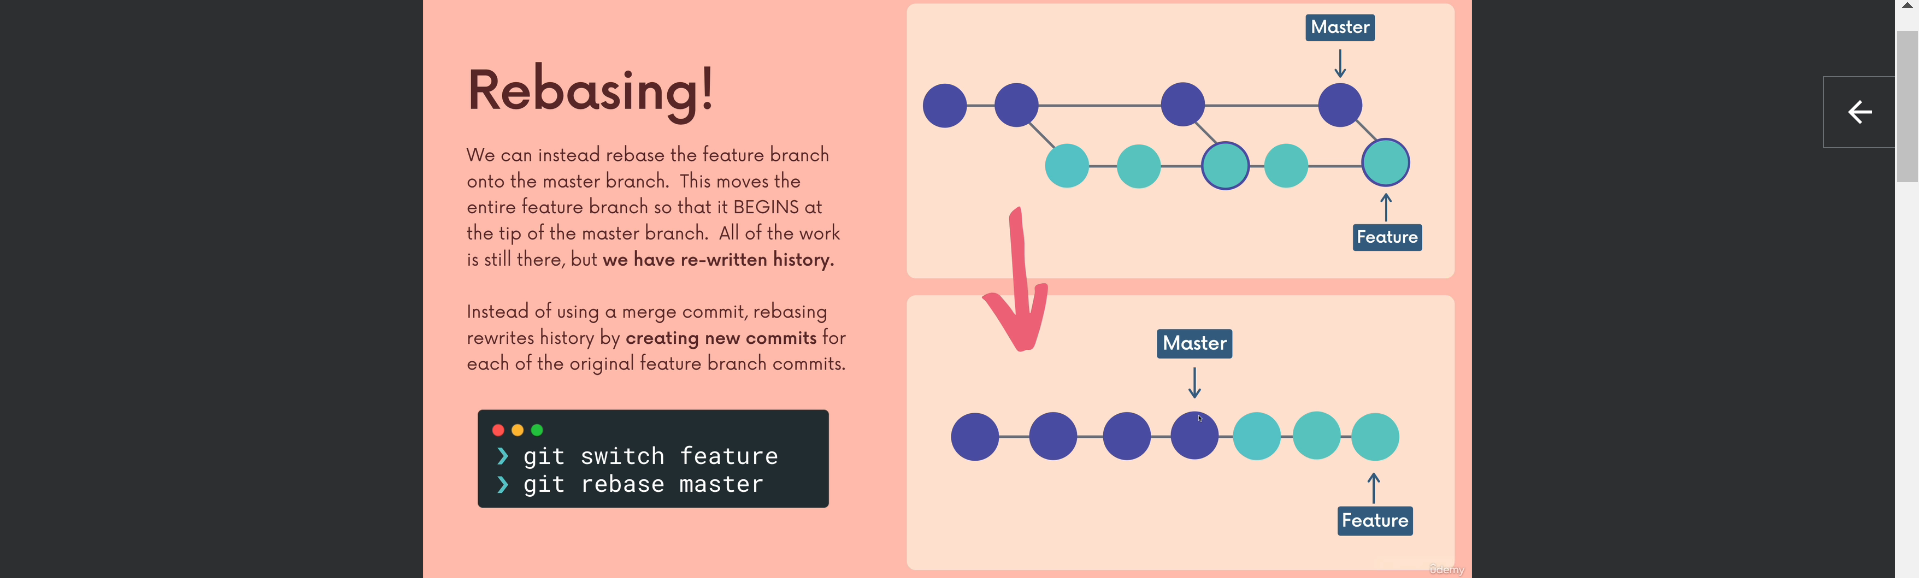 Rebasing!
We can instead rebase the feature branch
onto the master branch. This moves the
entire feature branch so that it BEGINS at
the tip of the master branch. All of the work
is still there, but we have re-written history.
Instead of using a merge commit, rebasing
rewrites history by creating new commits for
each of the original feature branch commits.
❯ git switch feature
❯ git rebase master
Master
Feature
Master
Feature
ûdemy